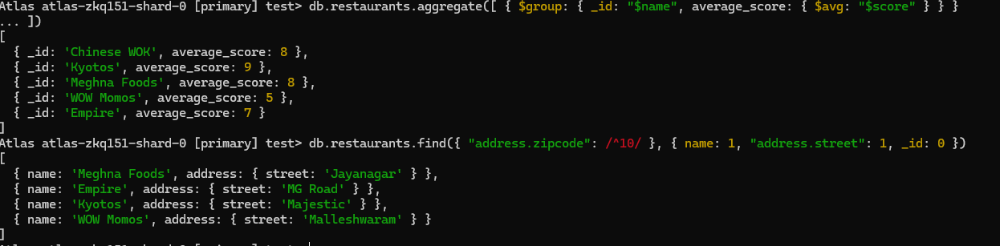 Atlas atlas-zkq151-shard-0 [primary] test> db.restaurants.aggregate([ { $group: { _id: "$name", average_score: { $avg: "$score" } } }
... ])
[
  { _id: 'Chinese WOK', average_score: 8 },
  { _id: 'Kyotos', average_score: 9 },
  { _id: 'Meghna Foods', average_score: 8 },
  { _id: 'WOW Momos', average_score: 5 },
  { _id: 'Empire', average_score: 7 }
]
Atlas atlas-zkq151-shard-0 [primary] test> db.restaurants.find({ "address.zipcode": /^10/ }, { name: 1, "address.street": 1, _id: 0 })
[
  { name: 'Meghna Foods', address: { street: 'Jayanagar' } },
  { name: 'Empire', address: { street: 'MG Road' } },
  { name: 'Kyotos', address: { street: 'Majestic' } },
  { name: 'WOW Momos', address: { street: 'Malleshwaram' } }
]